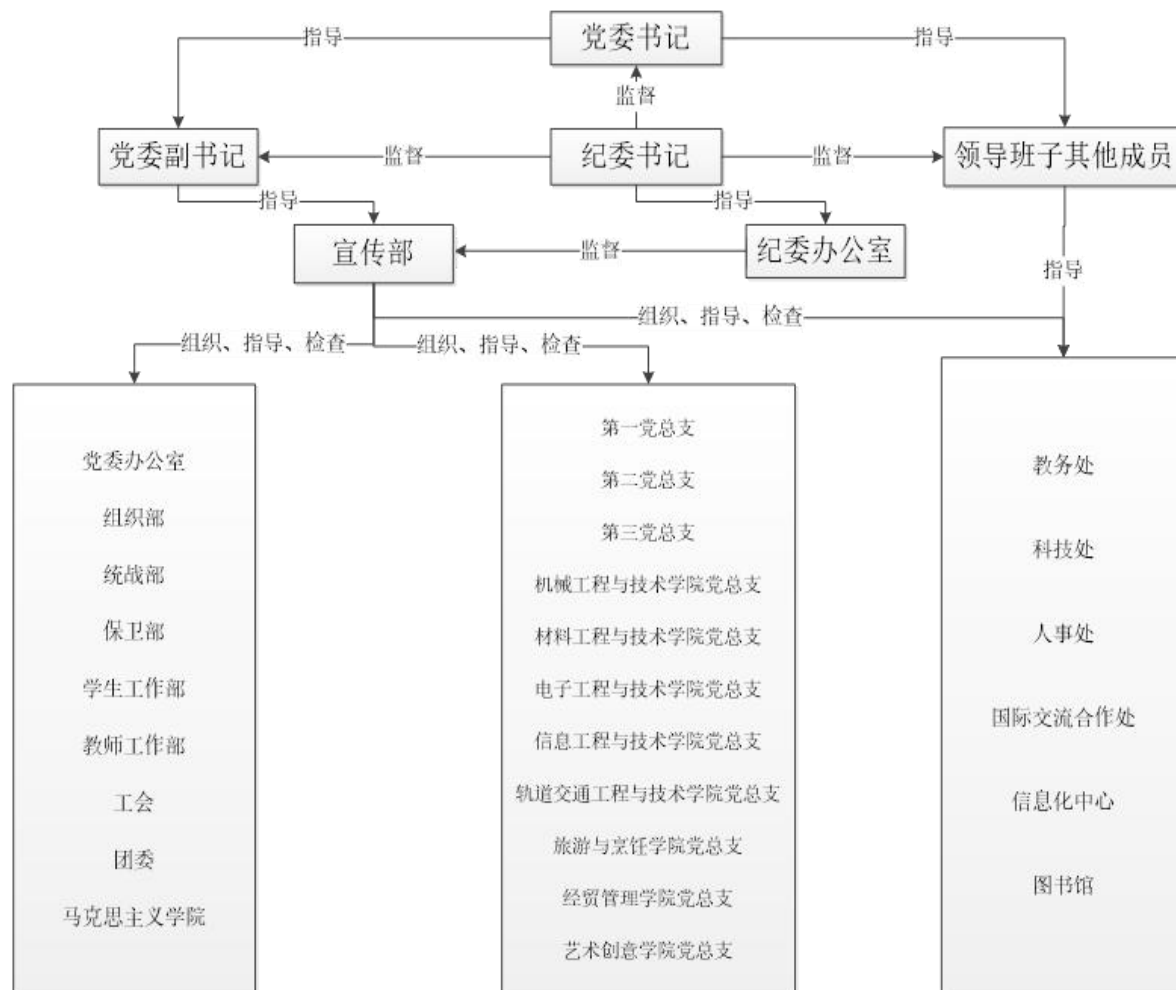 指导
党委书记
指导
监督
党委副书记
监督
纪委书记
监督
领导班子其他成员
指导
指导
宣传部
监督
纪委办公室
指导
组织、指导、检查
组织、指导、检查
组织、指导、检查
党委办公室
组织部
统战部
保卫部
学生工作部
教师工作部
工会
团委
马克思主义学院
第一党总支
第二党总支
第三党总支
机械工程与技术学院党总支
材料工程与技术学院党总支
电子工程与技术学院党总支
信息工程与技术学院党总支
轨道交通工程与技术学院党总支
旅游与烹饪学院党总支
经贸管理学院党总支
艺术创意学院党总支
教务处
科技处
人事处
国际交流合作处
信息化中心
图书馆